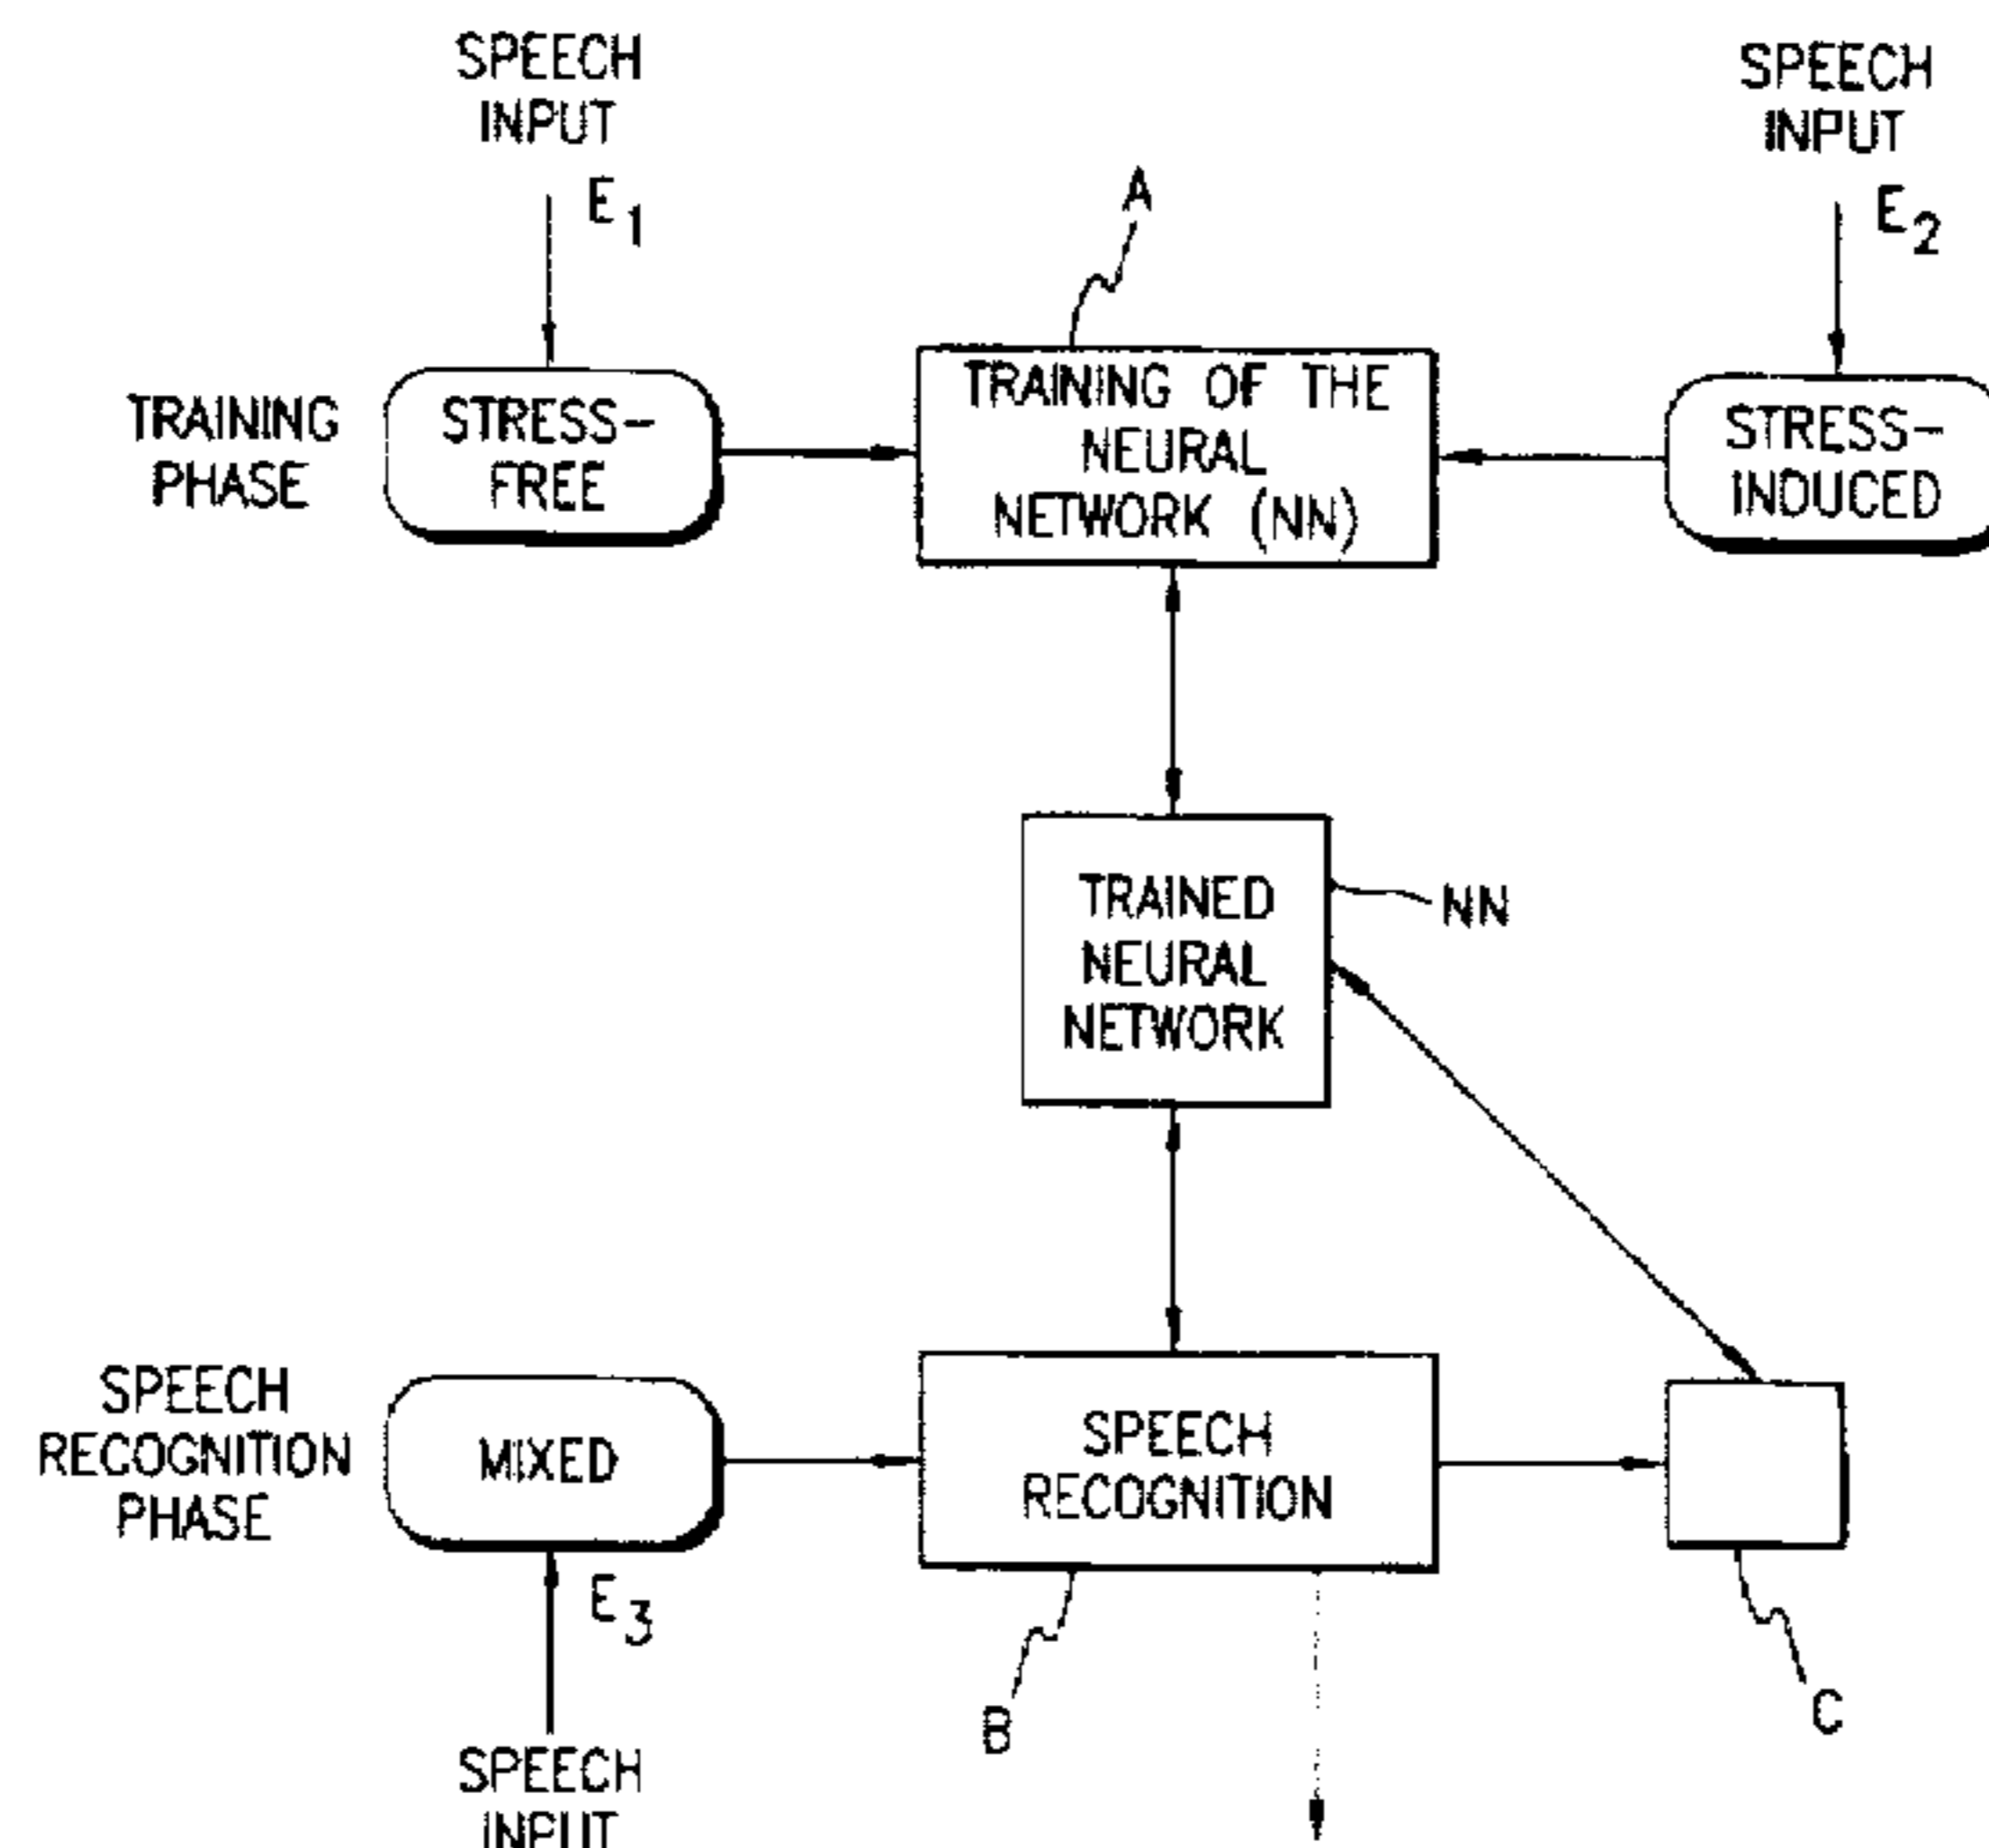 SPEECH
INPUT
E1
SPEECH
INPUT
E2
A
TRAINING
PHASE
STRESS-
FREE
TRAINING OF THE
NEURAL
NETWORK (NN)
STRESS-
INDUCED
TRAINED
NEURAL
NETWORK
NN
SPEECH
RECOGNITION
PHASE
MIXED
SPEECH
RECOGNITION
E3
B
C
SPEECH
INPUT